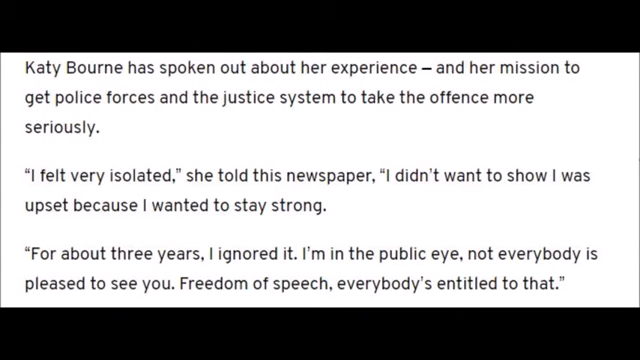 Katy Bourne has spoken out about her experience – and her mission to
get police forces and the justice system to take the offence more
seriously.
“I felt very isolated,” she told this newspaper, “I didn’t want to show I was
upset because I wanted to stay strong.
“For about three years, I ignored it. I’m in the public eye, not everybody is
pleased to see you. Freedom of speech, everybody’s entitled to that.”